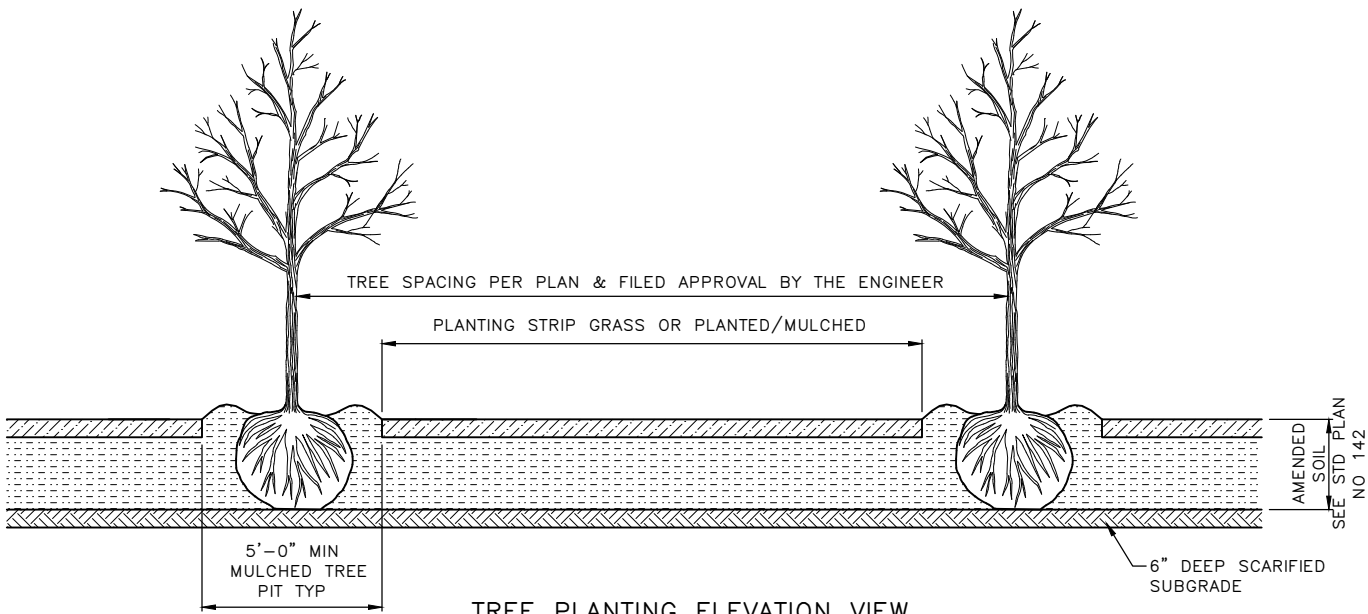 TREE SPACING PER PLAN & FILED APPROVAL BY THE ENGINEER
PLANTING STRIP GRASS OR PLANTED/MULCHED
AMENDED
SOIL
SEE STD PLAN
NO 142
5'-0" MIN
MULCHED TREE
PIT TYP
6" DEEP SCARIFIED
SUBGRADE
TREE PLANTING ELEVATION VIEW